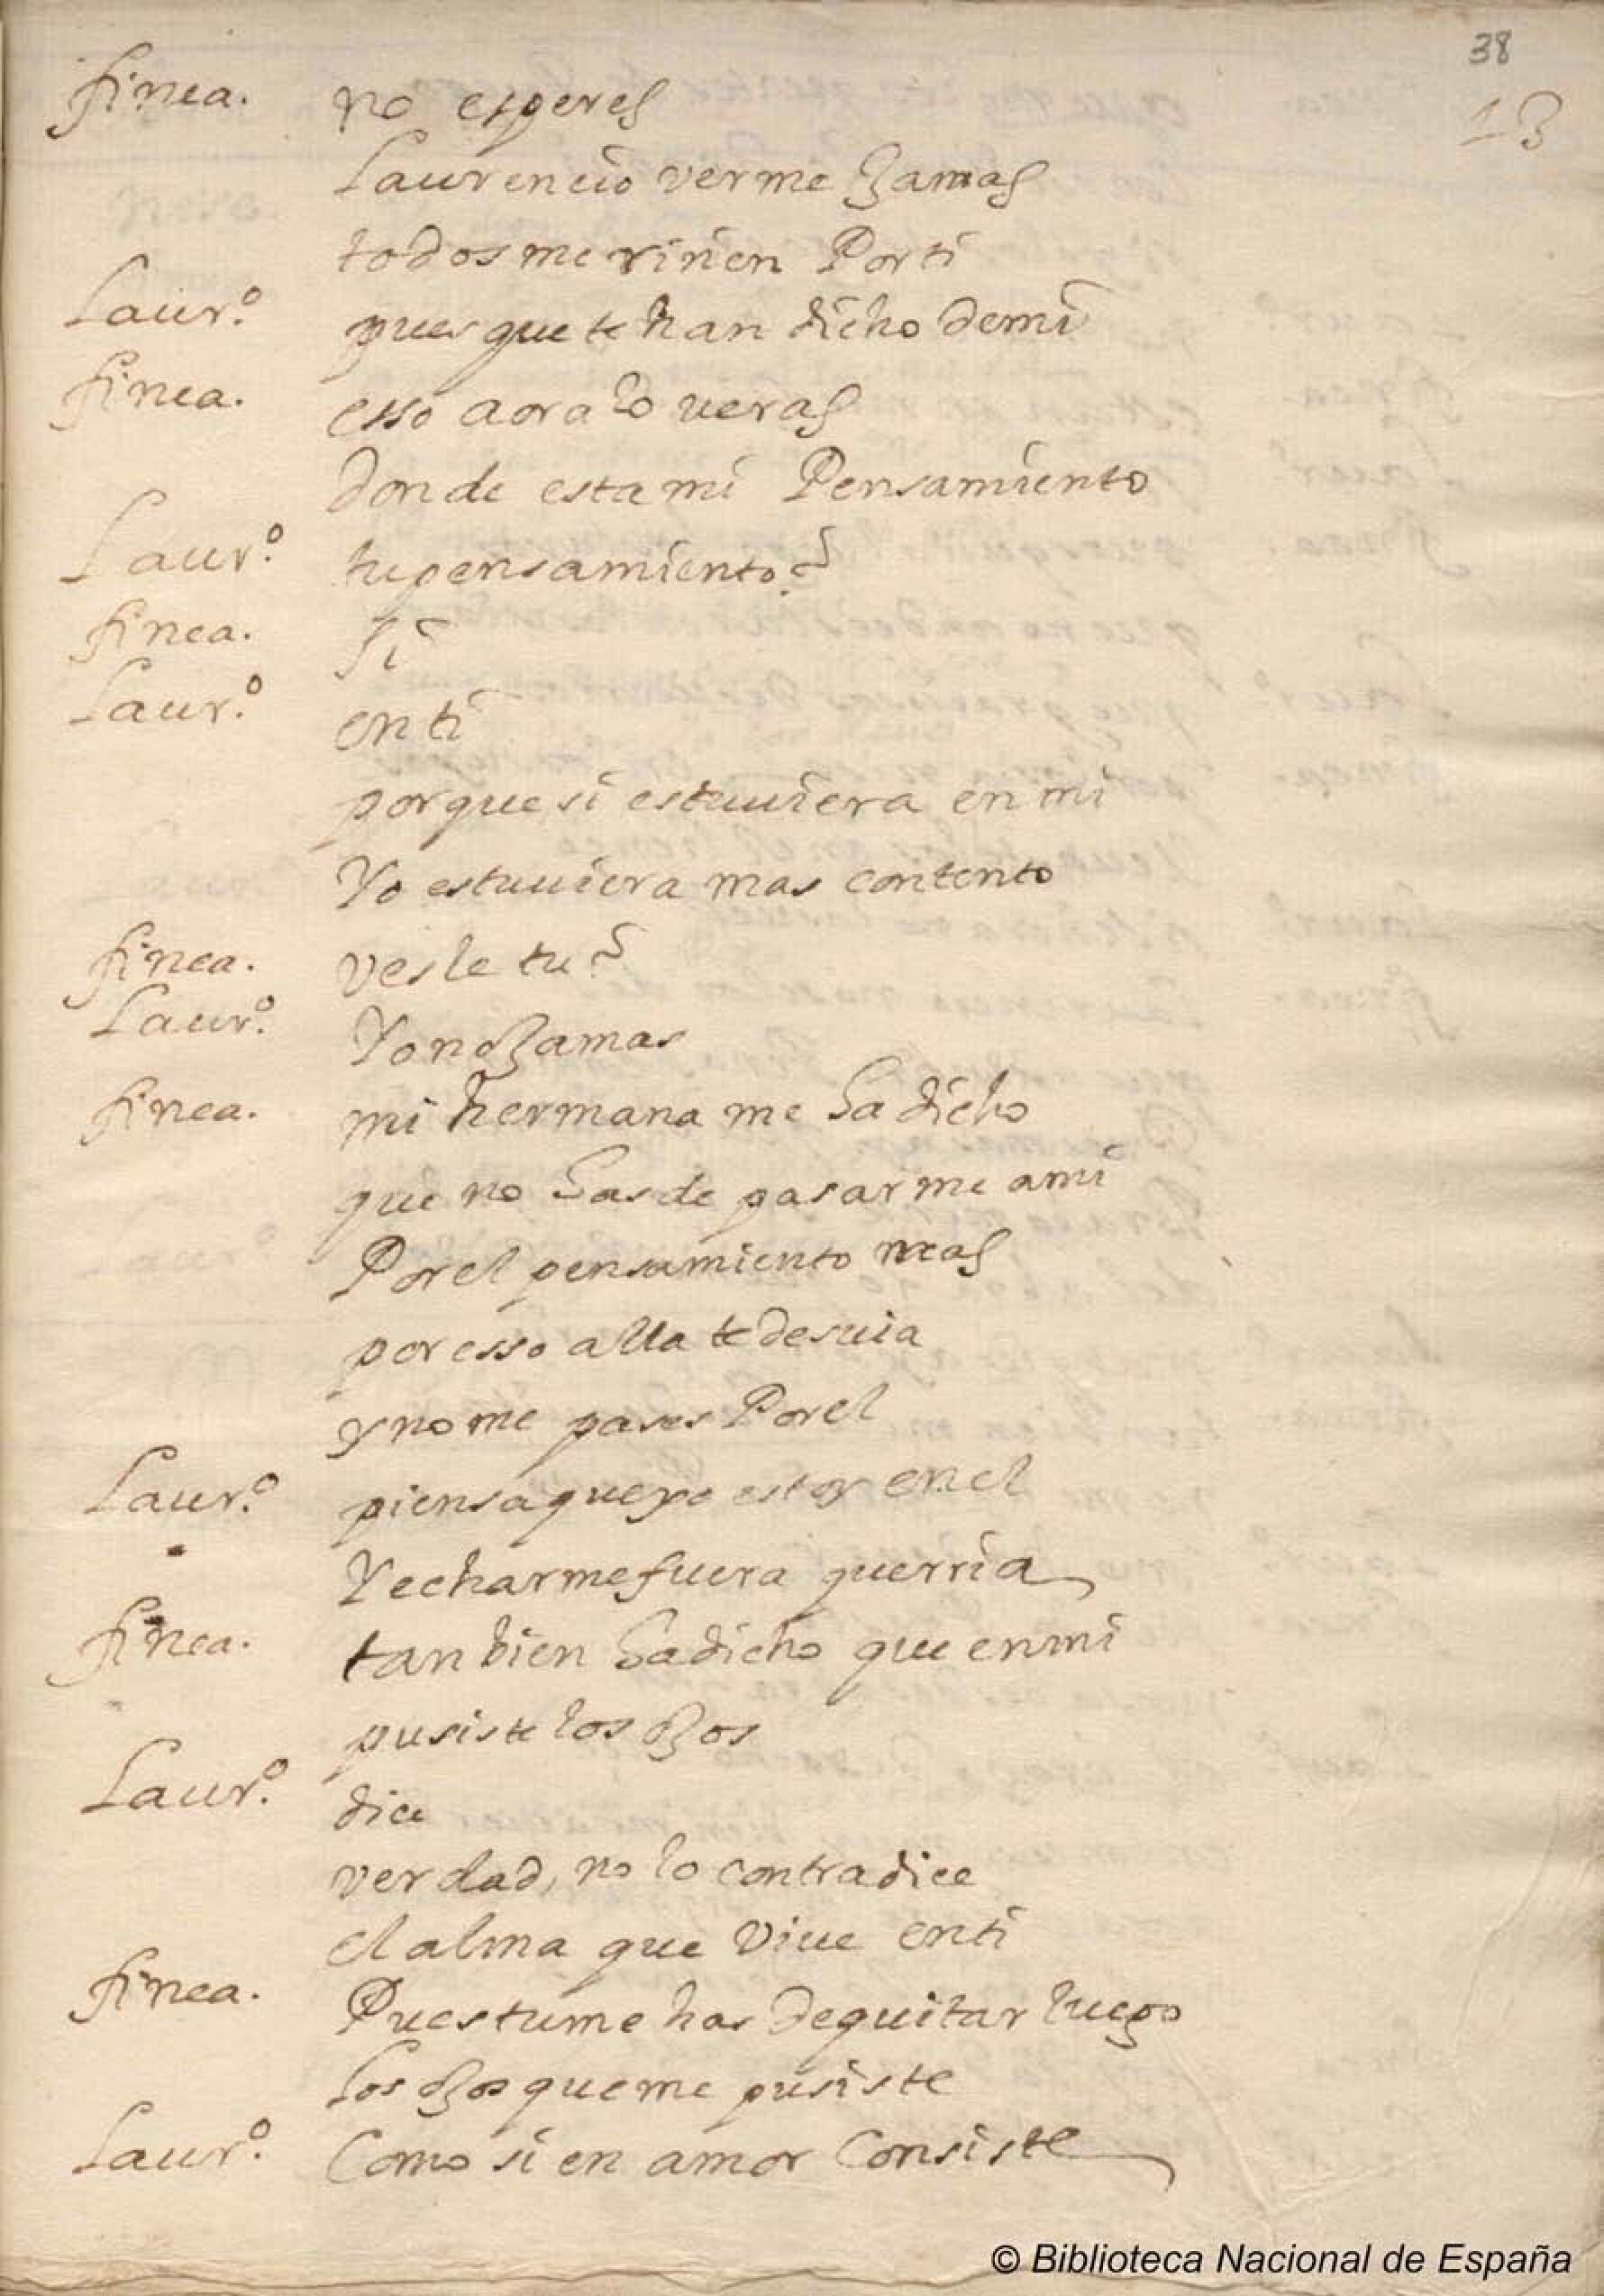 38
13
finea. no esperes
Laurencio verme Jamas
todos me riñen Por ti
Laur.º pues que te han dicho de mi
finea. esso aora lo ueras
donde esta mi Pensamiento
Laur.º tu pensamiento?
finea. si
Laur.º en ti
porque si estuuiera en mi
Yo estuuiera mas contento
finea. vesle tu?
Laur.º Yo no Jamas
finea. mi hermana me ha dicho
que no has de pasarme a mi
Por el pensamiento mas
por esso alla te desuia
y no me pases Por el
Laur.º piensa que yo estoy en el
Y echarme fuera querria
finea. tanbien ha dicho que en mi
pusiste los ojos
Laur.º dice
verdad, no lo contradice
el alma que Viue en ti
finea. Pues tu me has de quitar luego
los ojos que me pusiste
Laur.º Como si en amor Consiste
© Biblioteca Nacional de España